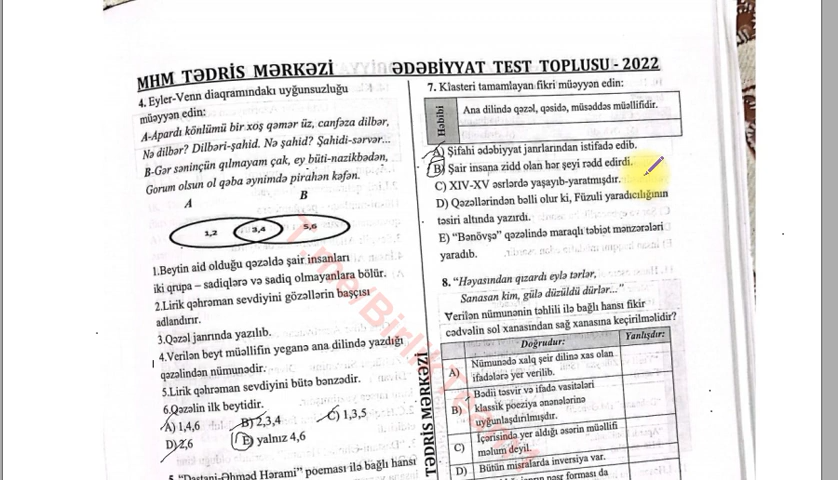 MHM TƏDRİS MƏRKƏZİ
ƏDƏBİYYAT TEST TOPLUSU - 2022
4. Eyler-Venn diaqramındakı uyğunsuzluğu
müəyyən edin:
A-Apardı könlümü bir xoş qəmər üz, canfəza dilbər,
Nə dilbər? Dilbəri-şahid. Nə şahid? Şahidi-sərvər...
B-Gər səninçün qılmayam çak, ey büti-nazikbədən,
Gorum olsun ol qəba əynimdə pirahən kəfən.
A
B
1,2
3,4
5,6
1.Beytin aid olduğu qəzəldə şair insanları
iki qrupa – sadiqlərə və sadiq olmayanlara bölür.
2.Lirik qəhrəman sevdiyini gözəllərin başçısı
adlandırır.
3.Qəzəl janrında yazılıb.
4.Verilən beyt müəllifin yeganə ana dilində yazdığı
qəzəlindən nümunədir.
5.Lirik qəhrəman sevdiyini bütə bənzədir.
6.Qəzəlin ilk beytidir.
A) 1,4,6
B) 2,3,4
C) 1,3,5
D) 2,6
E) yalnız 4,6
5. "Dastani-Əhməd Hərami" poeması ilə bağlı hansı
TƏDRİS MƏRKƏZİ
7. Klasteri tamamlayan fikri müəyyən edin:
Həbibi
Ana dilində qəzəl, qəsidə, müsəddəs müəllifidir.
A) Şifahi ədəbiyyat janrlarından istifadə edib.
B) Şair insana zidd olan hər şeyi rədd edirdi.
C) XIV-XV əsrlərdə yaşayıb-yaratmışdır.
D) Qəzəllərindən bəlli olur ki, Füzuli yaradıcılığının
təsiri altında yazırdı.
E) "Bənövşə" qəzəlində maraqlı təbiət mənzərələri
yaradıb.
8. "Həyasından qızardı eylə tərlər,
Sanasan kim, gülə düzüldü dürlər..."
Verilən nümunənin təhlili ilə bağlı hansı fikir
cədvəlin sol xanasından sağ xanasına keçirilməlidir?
Doğrudur:
Yanlışdır:
A)
Nümunədə xalq şeir dilinə xas olan
ifadələrə yer verilib.
B)
Bədii təsvir və ifadə vasitələri
klassik poeziya ənənələrinə
uyğunlaşdırılmışdır.
C)
İçərisində yer aldığı əsərin müəllifi
məlum deyil.
D)
Bütün misralarda inversiya var.
nəsr forması da